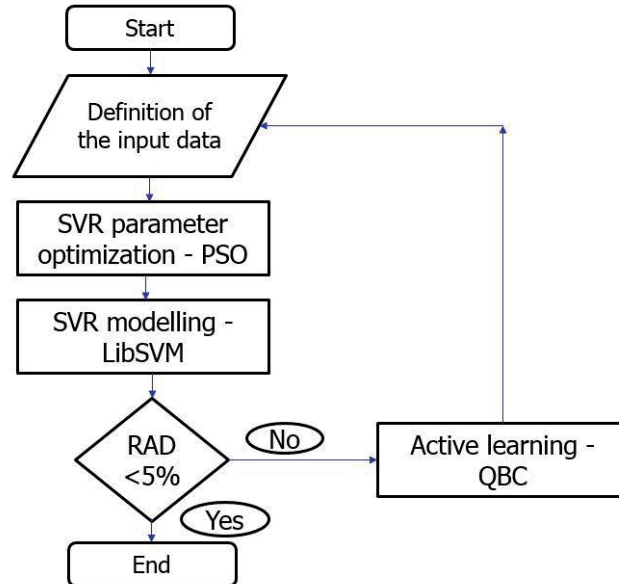 Start
Definition of
the input data
SVR parameter
optimization - PSO
SVR modelling -
LibSVM
RAD
<5%
No
Active learning -
QBC
Yes
End